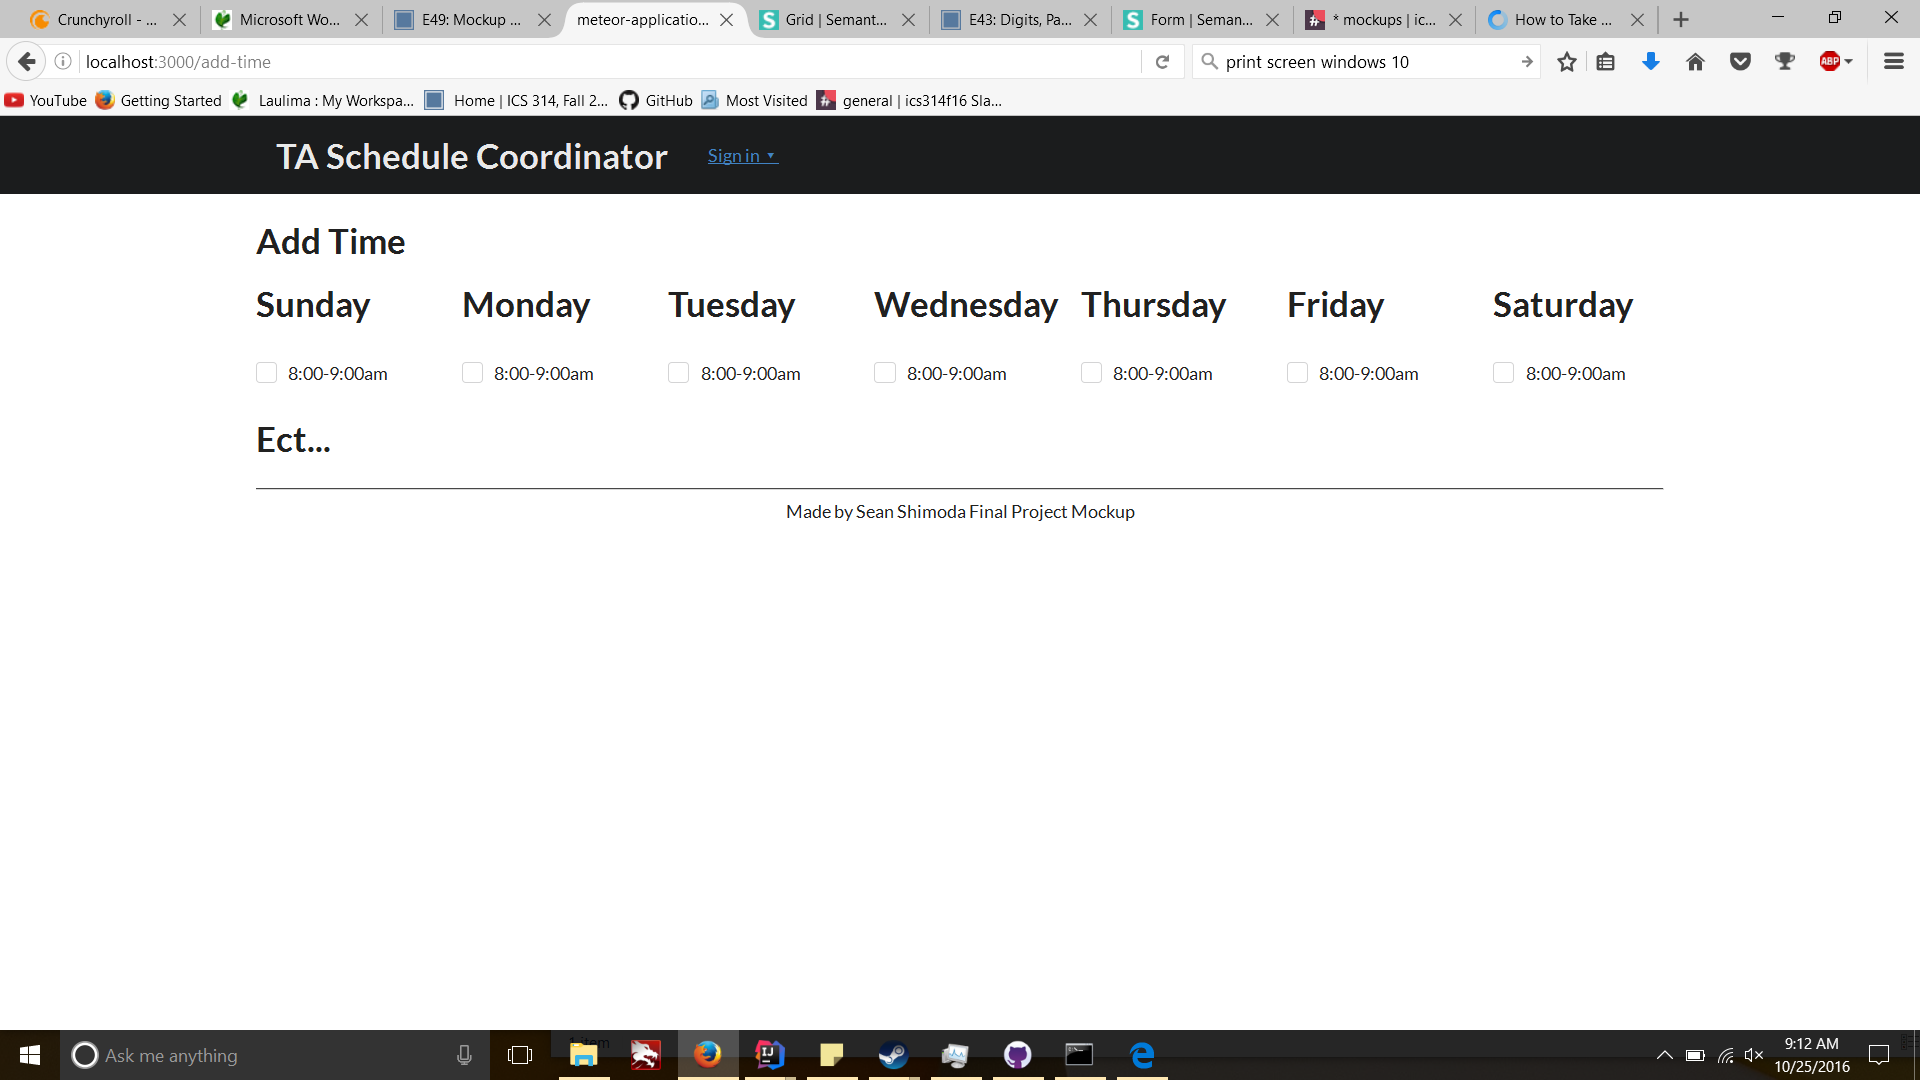 Crunchyroll - ...
Microsoft Wo...
E49: Mockup ...
meteor-applicatio...
Grid | Semant...
E43: Digits, Pa...
Form | Seman...
* mockups | ic...
How to Take ...
localhost:3000/add-time
print screen windows 10
ABP
YouTube
Getting Started
Laulima : My Workspa...
Home | ICS 314, Fall 2...
GitHub
Most Visited
general | ics314f16 Sla...
TA Schedule Coordinator
Sign in
Add Time
Sunday Monday Tuesday Wednesday Thursday Friday Saturday
8:00-9:00am 8:00-9:00am 8:00-9:00am 8:00-9:00am 8:00-9:00am 8:00-9:00am 8:00-9:00am
Ect...
Made by Sean Shimoda Final Project Mockup
Ask me anything
9:12 AM
10/25/2016